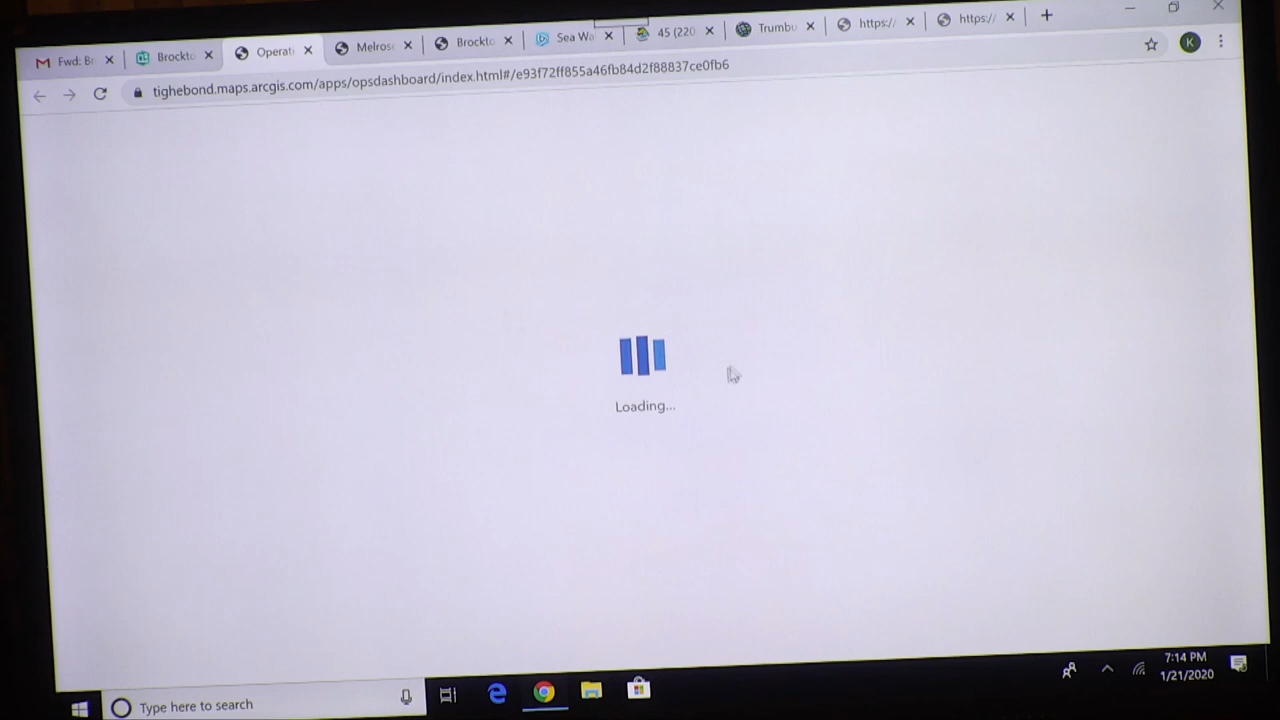 Fwd: Br
Brockto
Operati
Melrose
Brockto
Sea Wa
45 (220
Trumbu
https://
https://
tighebond.maps.arcgis.com/apps/opsdashboard/index.html#/e93f72ff855a46fb84d2f88837ce0fb6
K
Loading...
7:14 PM
1/21/2020
Type here to search